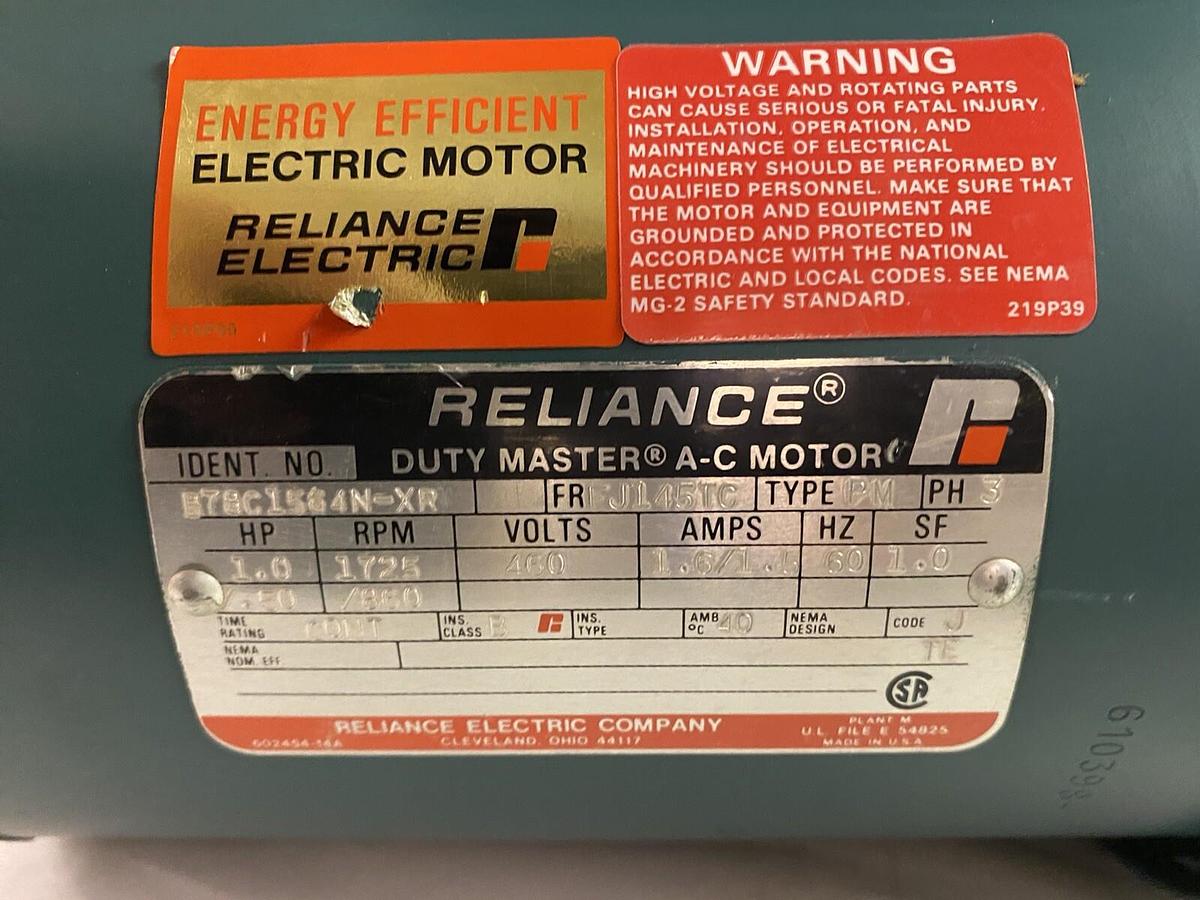 ENERGY EFFICIENT
ELECTRIC MOTOR
RELIANCE
ELECTRIC
WARNING
HIGH VOLTAGE AND ROTATING PARTS
CAN CAUSE SERIOUS OR FATAL INJURY.
INSTALLATION, OPERATION, AND
MAINTENANCE OF ELECTRICAL
MACHINERY SHOULD BE PERFORMED BY
QUALIFIED PERSONNEL. MAKE SURE THAT
THE MOTOR AND EQUIPMENT ARE
GROUNDED AND PROTECTED IN
ACCORDANCE WITH THE NATIONAL
ELECTRIC AND LOCAL CODES. SEE NEMA
MG-2 SAFETY STANDARD.
219P39
RELIANCE®
IDENT. NO. DUTY MASTER® A-C MOTOR
FR J145TC TYPE PH 3
HP RPM VOLTS AMPS HZ SF
1.0 1725 460 60 1.0
/860
TIME RATING CONT INS. CLASS B INS. TYPE AMB °C 40 NEMA DESIGN CODE J
NEMA NOM. EFF. TE
SA
RELIANCE ELECTRIC COMPANY
CLEVELAND, OHIO 44117
PLANT M
U.L. FILE E 54825
MADE IN U.S.A.
610398